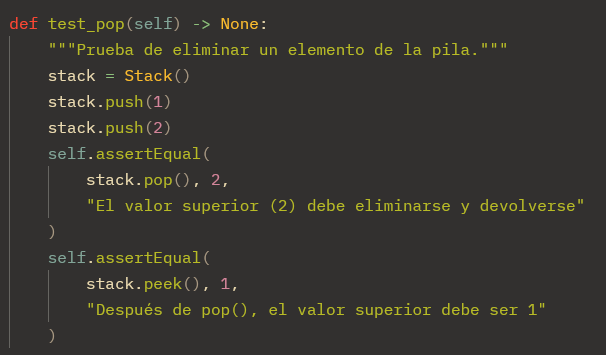 def test_pop(self) -> None:
    """Prueba de eliminar un elemento de la pila."""
    stack = Stack()
    stack.push(1)
    stack.push(2)
    self.assertEqual(
        stack.pop(), 2,
        "El valor superior (2) debe eliminarse y devolverse"
    )
    self.assertEqual(
        stack.peek(), 1,
        "Después de pop(), el valor superior debe ser 1"
    )